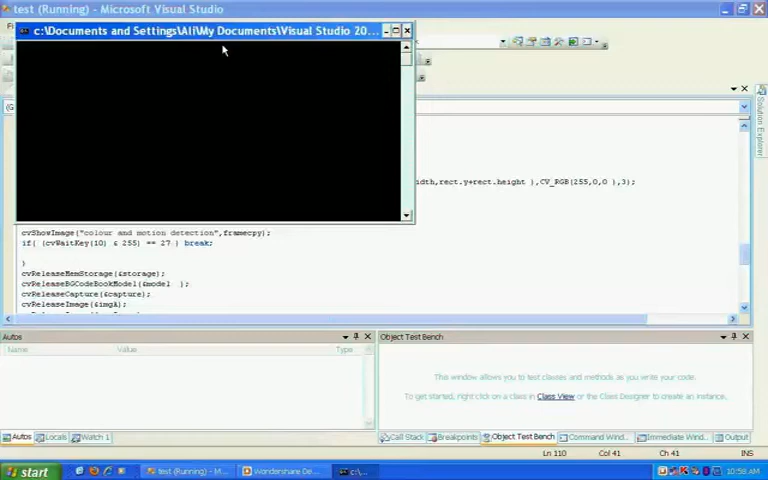 test (Running) - Microsoft Visual Studio
c:\Documents and Settings\Ali\My Documents\Visual Studio 20...
idth,rect.y+rect.height ),CV_RGB(255,0,0 ),3);
cvShowImage("colour and motion detection",framecpy);
if( (cvWaitKey(10) & 255) == 27 ) break;
}
cvReleaseMemStorage(&storage);
cvReleaseBGCodeBookModel(&model );
cvReleaseCapture(&capture);
cvReleaseImage(&imgA);
Solution Explorer
Autos
Name Value Type
Object Test Bench
This window allows you to test classes and methods as you write your code.
To get started, right click on a class in Class View or the Class Designer to create an instance.
Autos Locals Watch 1
Call Stack Breakpoints Object Test Bench Command Wind... Immediate Wind... Output
Ln 110 Col 41 Ch 41 INS
start test (Running) - M... Wondershare De... c:\...
10:58 AM